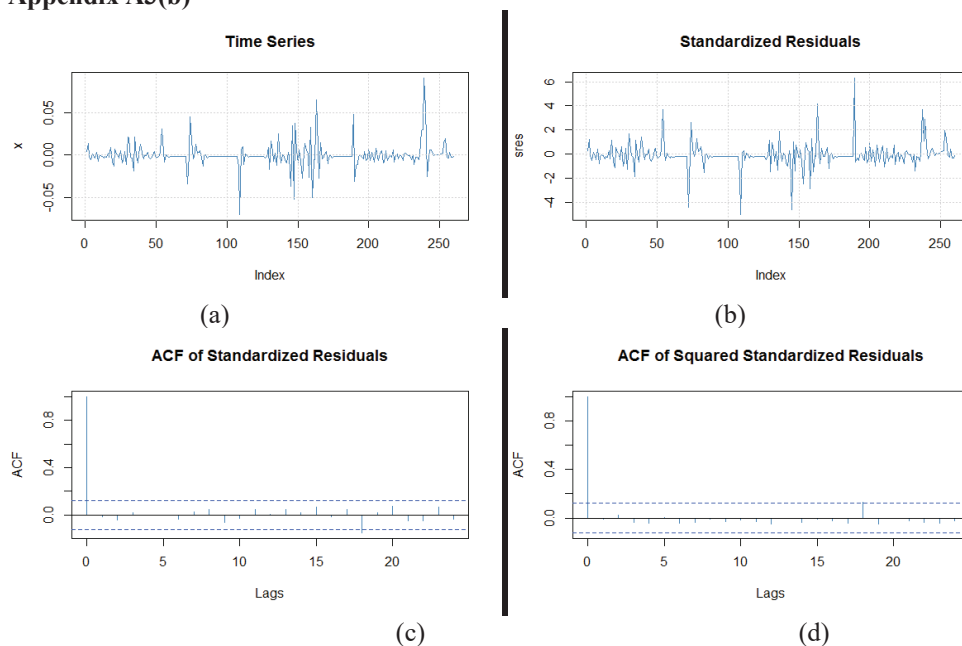 Appendix A3(b)
Time Series
x
0.05
0.00
-0.05
0 50 100 150 200 250
Index
(a)
Standardized Residuals
sres
6
4
2
0
-2
-4
0 50 100 150 200 250
Index
(b)
ACF of Standardized Residuals
ACF
0.8
0.4
0.0
0 5 10 15 20
Lags
(c)
ACF of Squared Standardized Residuals
ACF
0.8
0.4
0.0
0 5 10 15 20
Lags
(d)